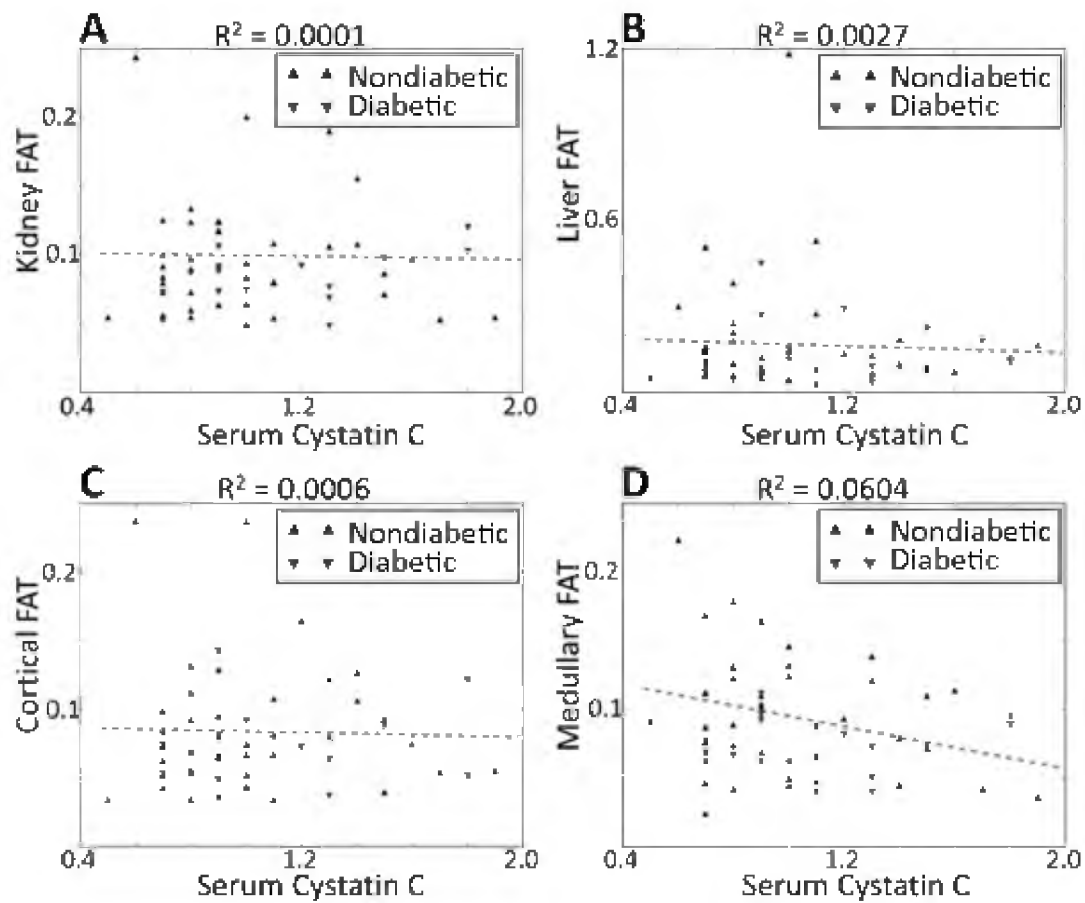 A
R² = 0.0001
Nondiabetic
Diabetic
Kidney FAT
0.2
0.1
0.4
1.2
2.0
Serum Cystatin C
B
R² = 0.0027
Nondiabetic
Diabetic
Liver FAT
1.2
0.6
0.4
1.2
2.0
Serum Cystatin C
C
R² = 0.0006
Nondiabetic
Diabetic
Cortical FAT
0.2
0.1
0.4
1.2
2.0
Serum Cystatin C
D
R² = 0.0604
Nondiabetic
Diabetic
Medullary FAT
0.2
0.1
0.4
1.2
2.0
Serum Cystatin C